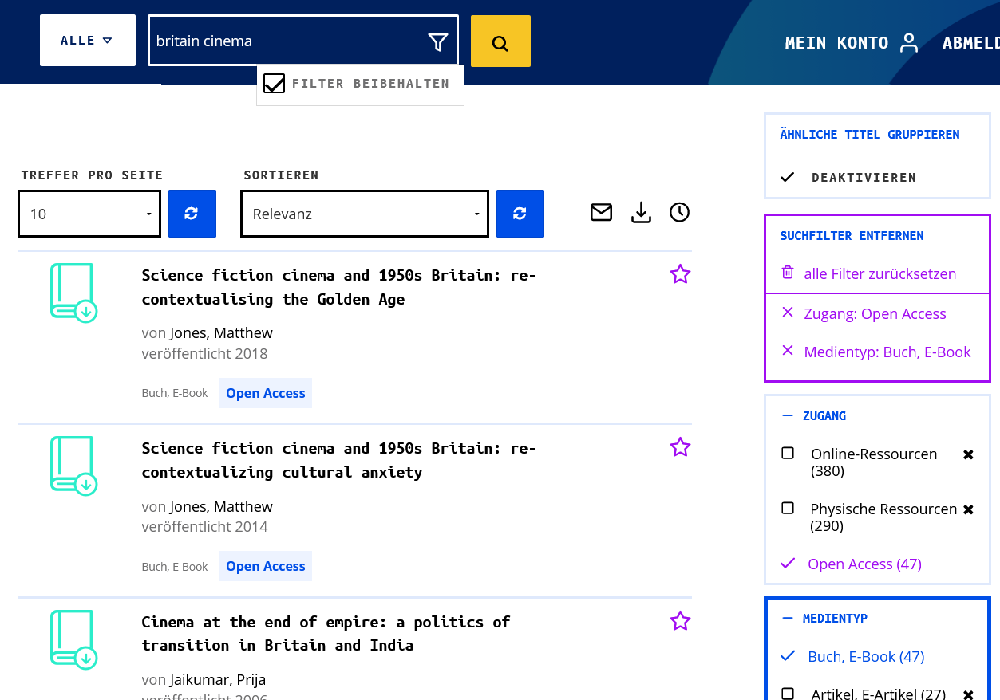 ALLE
britain cinema
MEIN KONTO
ABMELD
FILTER BEIBEHALTEN
TREFFER PRO SEITE
SORTIEREN
10
Relevanz
Science fiction cinema and 1950s Britain: re-
contextualising the Golden Age
von Jones, Matthew
veröffentlicht 2018
Buch, E-Book
Open Access
Science fiction cinema and 1950s Britain: re-
contextualizing cultural anxiety
von Jones, Matthew
veröffentlicht 2014
Buch, E-Book
Open Access
Cinema at the end of empire: a politics of
transition in Britain and India
von Jaikumar, Prija
veröffentlicht 2006
ÄHNLICHE TITEL GRUPPIEREN
DEAKTIVIEREN
SUCHFILTER ENTFERNEN
alle Filter zurücksetzen
Zugang: Open Access
Medientyp: Buch, E-Book
ZUGANG
Online-Ressourcen
(380)
Physische Ressourcen
(290)
Open Access (47)
MEDIENTYP
Buch, E-Book (47)
Artikel, E-Artikel (27)